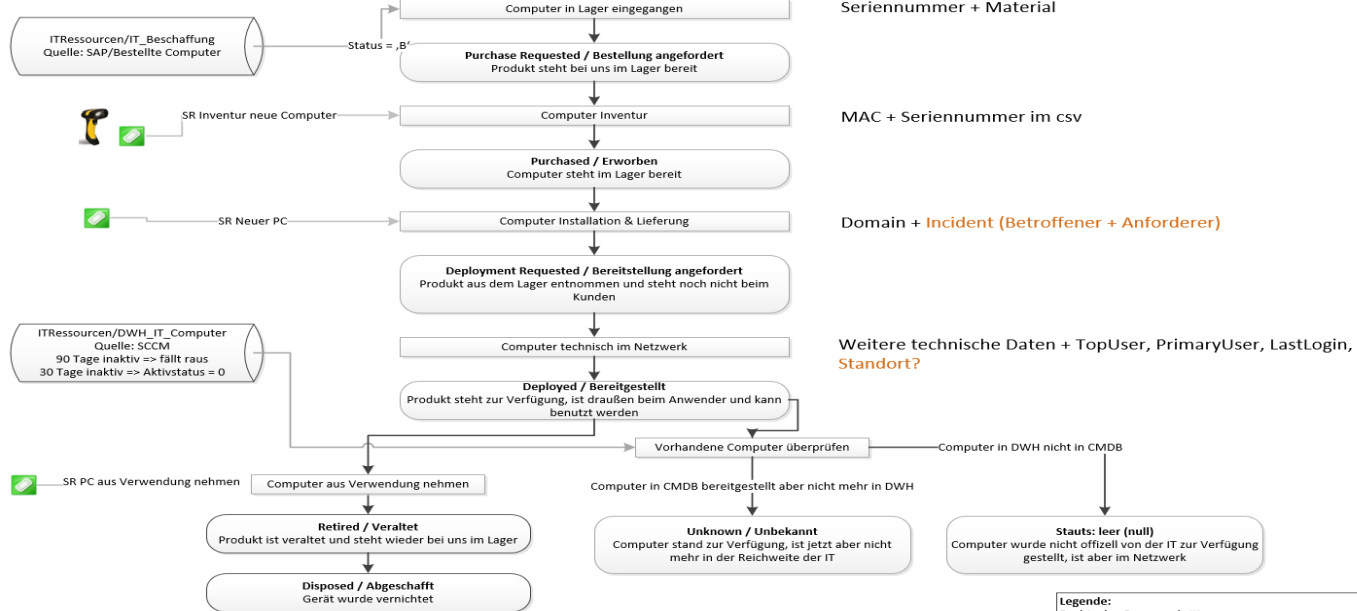 Computer in Lager eingegangen
Seriennummer + Material
ITRessourcen/IT_Beschaffung
Quelle: SAP/Bestellte Computer
Status = ‚B‘
Purchase Requested / Bestellung angefordert
Produkt steht bei uns im Lager bereit
SR Inventur neue Computer
Computer Inventur
MAC + Seriennummer im csv
Purchased / Erworben
Computer steht im Lager bereit
SR Neuer PC
Computer Installation & Lieferung
Domain + Incident (Betroffener + Anforderer)
Deployment Requested / Bereitstellung angefordert
Produkt aus dem Lager entnommen und steht noch nicht beim
Kunden
ITRessourcen/DWH_IT_Computer
Quelle: SCCM
90 Tage inaktiv => fällt raus
30 Tage inaktiv => Aktivstatus = 0
Computer technisch im Netzwerk
Weitere technische Daten + TopUser, PrimaryUser, LastLogin,
Standort?
Deployed / Bereitgestellt
Produkt steht zur Verfügung, ist draußen beim Anwender und kann
benutzt werden
Vorhandene Computer überprüfen
Computer in DWH nicht in CMDB
SR PC aus Verwendung nehmen
Computer aus Verwendung nehmen
Computer in CMDB bereitgestellt aber nicht mehr in DWH
Retired / Veraltet
Produkt ist veraltet und steht wieder bei uns im Lager
Unknown / Unbekannt
Computer stand zur Verfügung, ist jetzt aber nicht
mehr in der Reichweite der IT
Stauts: leer (null)
Computer wurde nicht offizell von der IT zur Verfügung
gestellt, ist aber im Netzwerk
Disposed / Abgeschafft
Gerät wurde vernichtet
Legende: